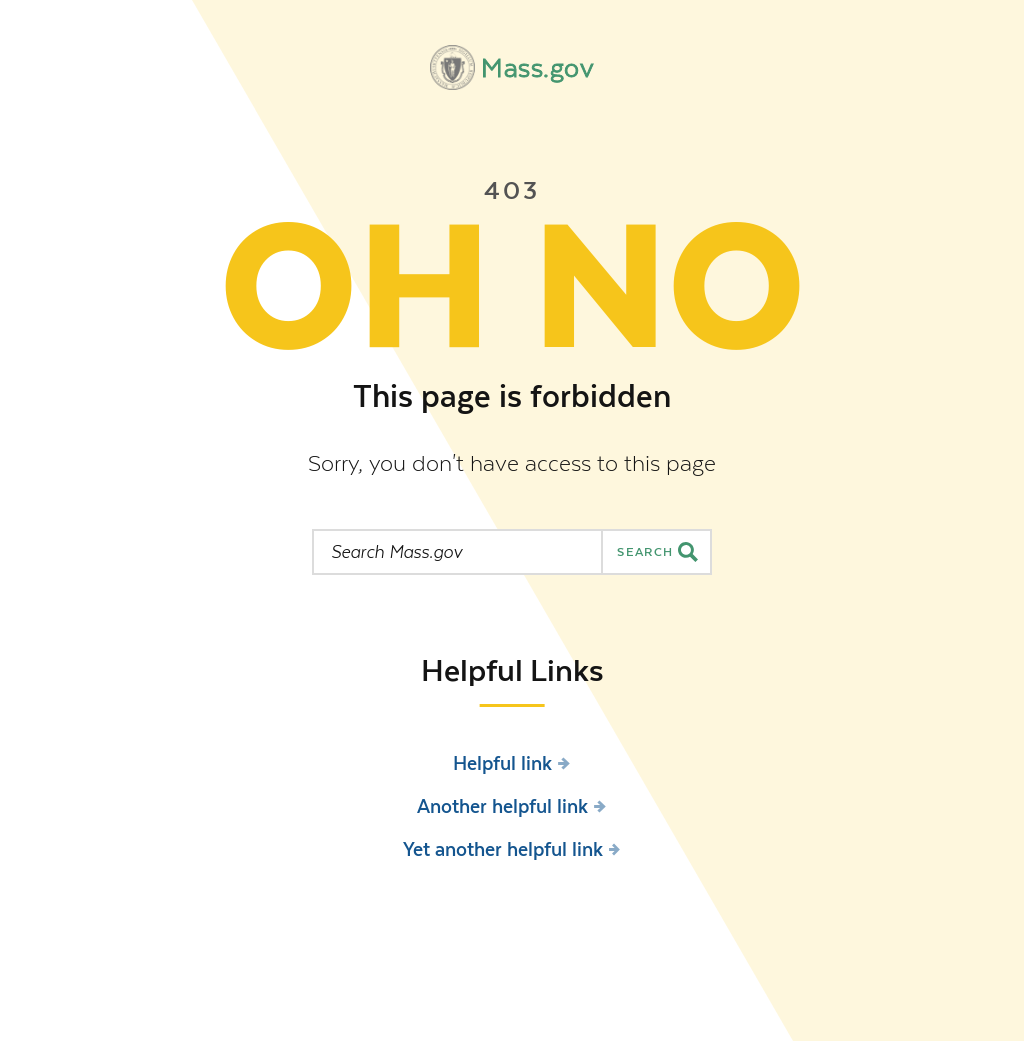 Mass.gov
403
OH NO
This page is forbidden
Sorry, you don't have access to this page
Search Mass.gov
SEARCH
Helpful Links
Helpful link
Another helpful link
Yet another helpful link